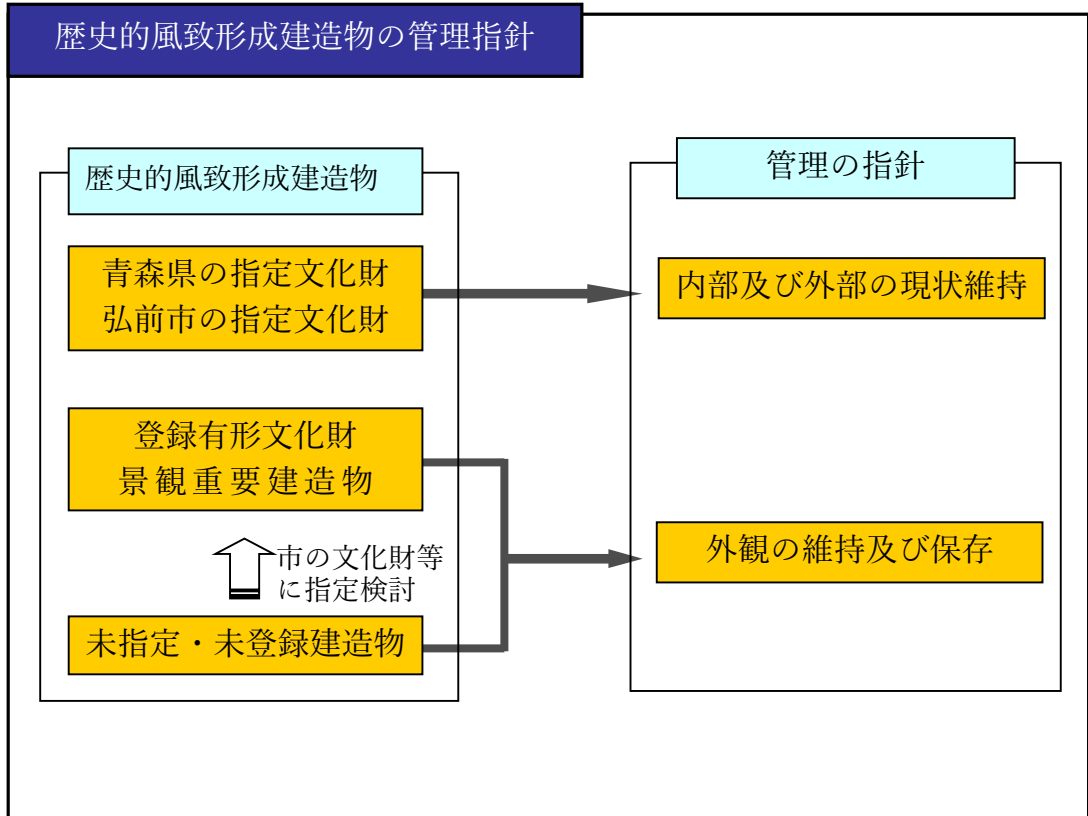 歴史的風致形成建造物の管理指針
歴史的風致形成建造物
青森県の指定文化財
弘前市の指定文化財
登録有形文化財
景観重要建造物
市の文化財等
に指定検討
未指定・未登録建造物
管理の指針
内部及び外部の現状維持
外観の維持及び保存